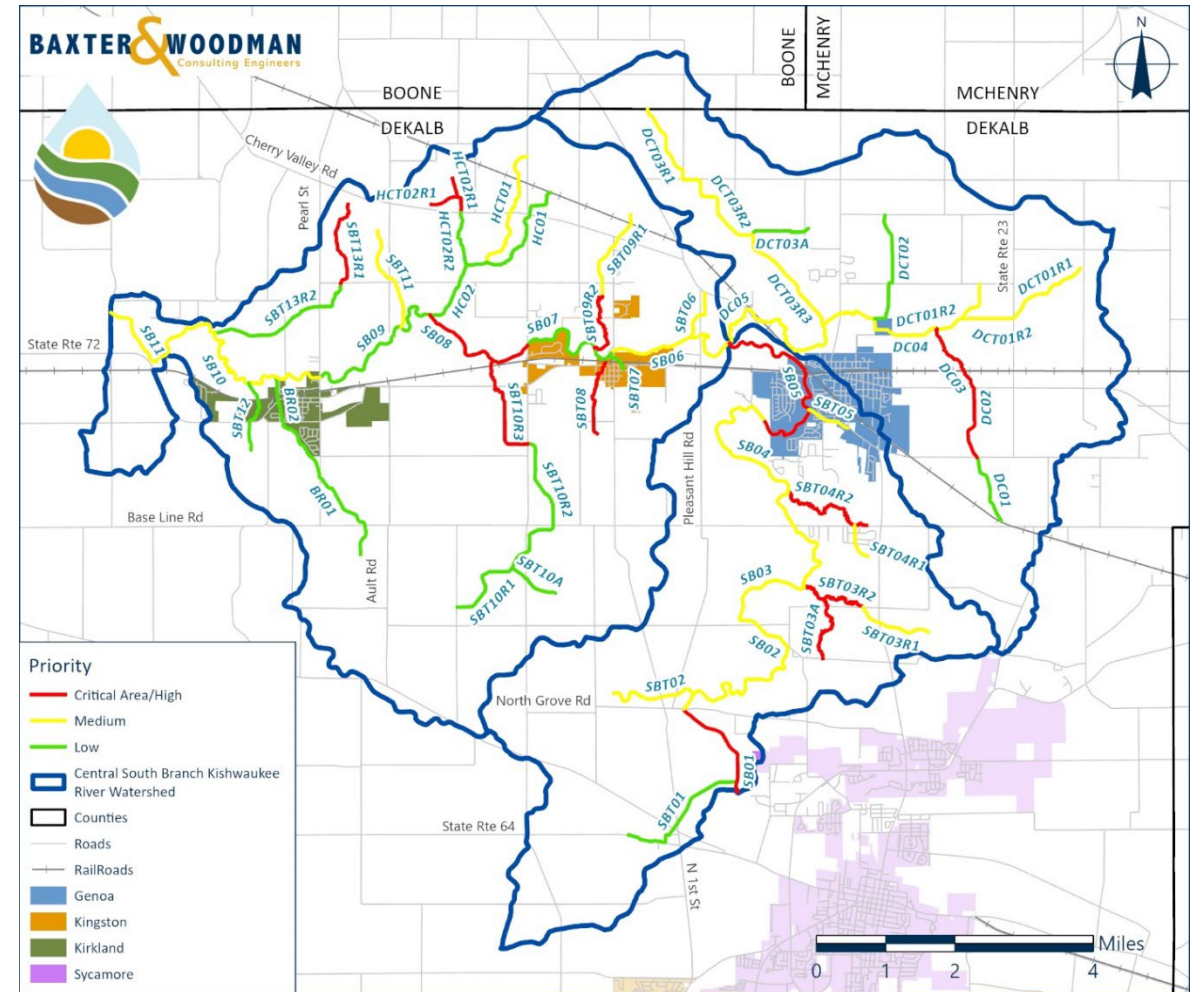 BAXTER & WOODMAN
Consulting Engineers
N
BOONE
MCHENRY
BOONE
MCHENRY
DEKALB
DEKALB
Cherry Valley Rd
Pearl St
HCT02R1
HCT02R1
HCT01
HC01
HCT02R2
HC02
SBT13R1
SBT13R2
SBT11
SBT09R1
SBT09R2
DCT03R1
DCT03R2
DCT03A
DCT03R3
DCT02
State Rte 23
DCT01R1
DCT01R2
DCT01R2
DC04
DC05
DC03
DC02
DC01
SB11
State Rte 72
SB10
SB09
SB08
SB07
SBT06
SB06
SBT07
SBT08
SB05
SBT05
SBT12
BR02
BR01
SBT10R3
SBT10R2
SBT10A
SBT10R1
Base Line Rd
Ault Rd
Pleasant Hill Rd
SB04
SBT04R2
SBT04R1
SB03
SBT03R2
SBT03A
SBT03R1
SB02
SBT02
North Grove Rd
SB01
SBT01
State Rte 64
N 1st St
Priority
Critical Area/High
Medium
Low
Central South Branch Kishwaukee
River Watershed
Counties
Roads
RailRoads
Genoa
Kingston
Kirkland
Sycamore
Miles
0 1 2 4